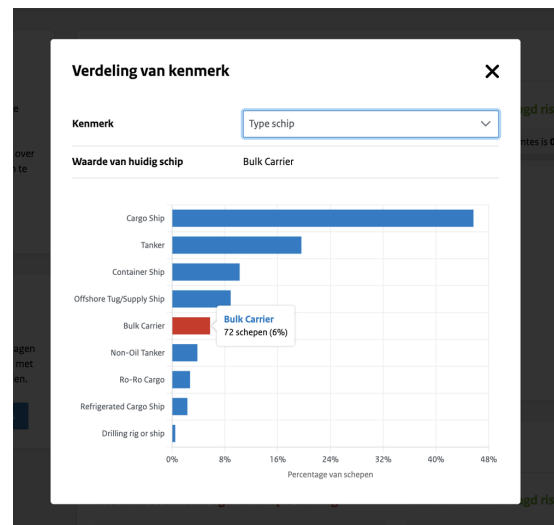 Verdeling van kenmerk
Kenmerk
Type schip
Waarde van huidig schip
Bulk Carrier
Cargo Ship
Tanker
Container Ship
Offshore Tug/Supply Ship
Bulk Carrier
Non-Oil Tanker
Ro-Ro Cargo
Refrigerated Cargo Ship
Drilling rig or ship
Bulk Carrier
72 schepen (6%)
0% 8% 16% 24% 32% 40% 48%
Percentage van schepen
over
met